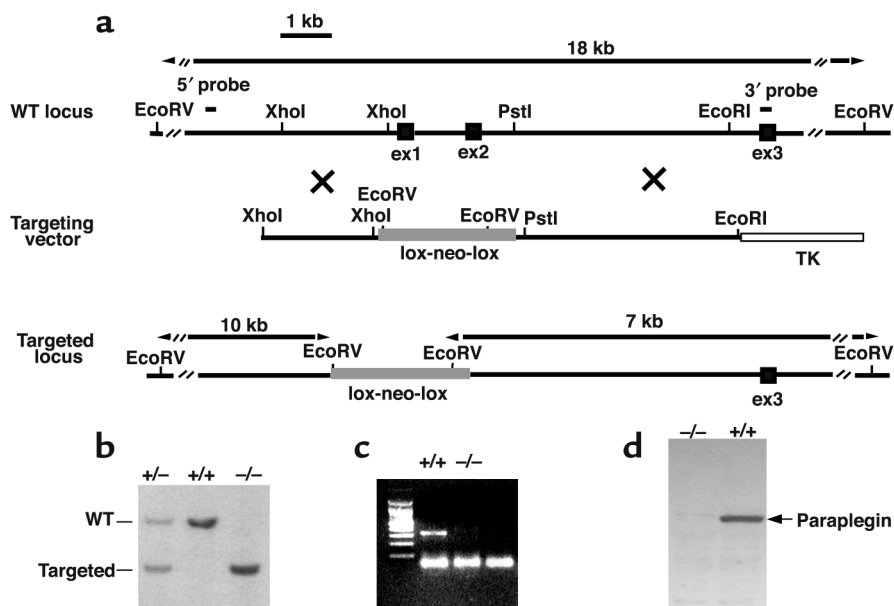 a
1 kb
18 kb
5′ probe
3′ probe
WT locus
EcoRV
XhoI
XhoI
PstI
EcoRI
EcoRV
ex1
ex2
ex3
Targeting
vector
XhoI
XhoI
EcoRV
EcoRV
PstI
EcoRI
lox-neo-lox
TK
Targeted
locus
10 kb
7 kb
EcoRV
EcoRV
EcoRV
EcoRV
lox-neo-lox
ex3
b
+/– +/+ –/–
WT
Targeted
c
+/+ –/–
d
–/– +/+
Paraplegin